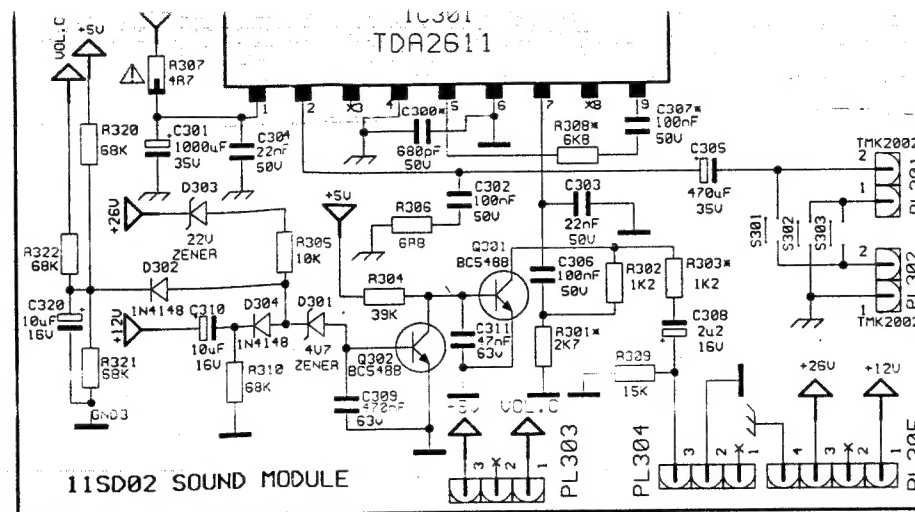 IC301
TDA2611
VOL.C
+5V
R307
4R7
1
2
*3
4
5
6
7
*8
9
R320
68K
C301
1000uF
35V
C304
22nF
50V
C300*
680pF
50V
R308*
6K8
C307*
100nF
50V
C305
470uF
35V
TMK2002
2
1
PL301
D303
+26V
22V
ZENER
+5V
R306
6R8
C302
100nF
50V
C303
22nF
50V
S301
S302
S303
R322
68K
R305
10K
Q301
BC548B
C306
100nF
50V
R302
1K2
R303*
1K2
2
1
PL302
TMK2002
D302
1N4148
R304
39K
C320
10uF
16V
+12V
C310
10uF
16V
D304
1N4148
D301
4V7
ZENER
Q302
BC548B
C311
47nF
63v
R301*
2K7
C308
2u2
16V
R321
68K
R310
68K
R309
15K
+26V
+12V
GND3
C309
470nF
63v
+5V
VOL.C
3
*
2
1
PL303
PL304
3
2
*
1
4
3
*
2
1
PL305
11SD02 SOUND MODULE